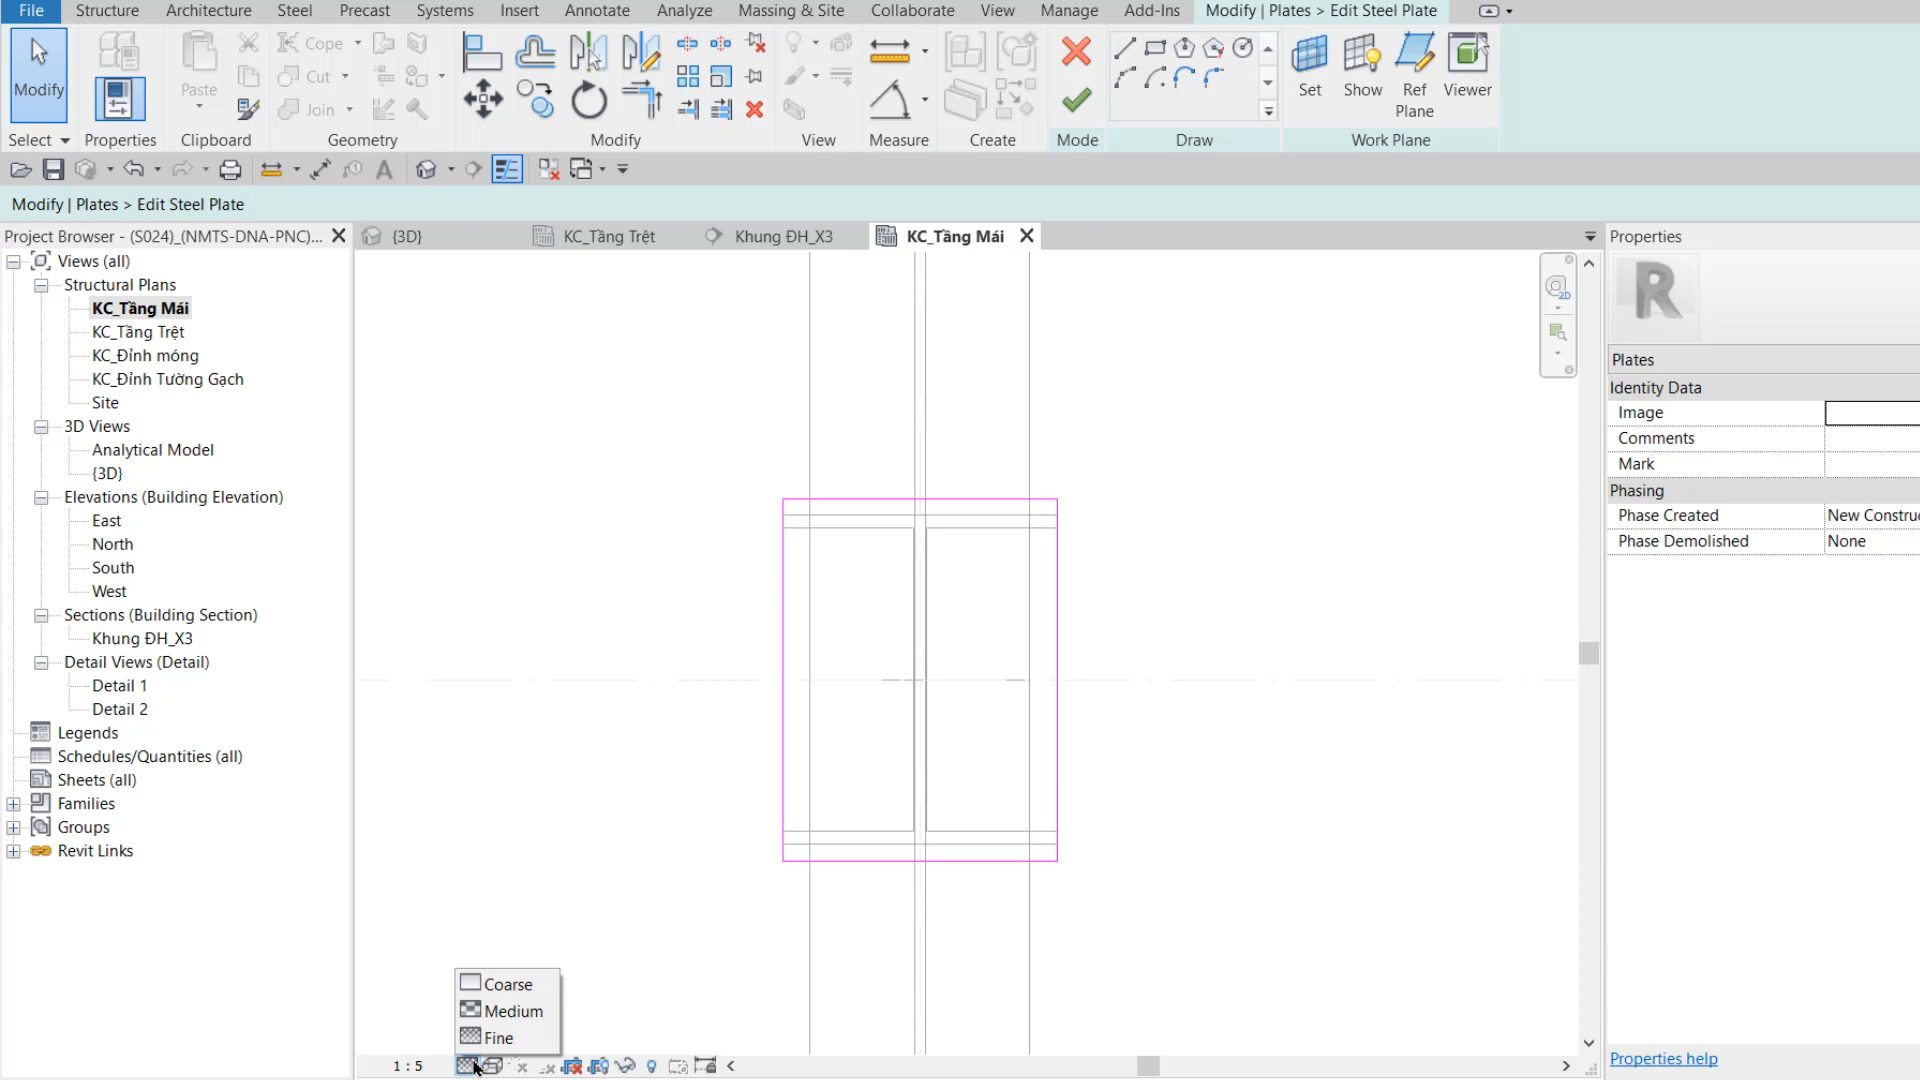 File Structure Architecture Steel Precast Systems Insert Annotate Analyze Massing & Site Collaborate View Manage Add-Ins Modify | Plates > Edit Steel Plate
Modify Paste Cope Cut Join Set Show Ref Plane Viewer
Select Properties Clipboard Geometry Modify View Measure Create Mode Draw Work Plane
Modify | Plates > Edit Steel Plate
Project Browser - (S024)_(NMTS-DNA-PNC)...
{3D} KC_Tầng Trệt Khung ĐH_X3 KC_Tầng Mái
Properties
Views (all)
Structural Plans
KC_Tầng Mái
KC_Tầng Trệt
KC_Đỉnh móng
KC_Đỉnh Tường Gạch
Site
3D Views
Analytical Model
{3D}
Elevations (Building Elevation)
East
North
South
West
Sections (Building Section)
Khung ĐH_X3
Detail Views (Detail)
Detail 1
Detail 2
Legends
Schedules/Quantities (all)
Sheets (all)
Families
Groups
Revit Links
2D
R
Plates
Identity Data
Image
Comments
Mark
Phasing
Phase Created New Constru
Phase Demolished None
Coarse
Medium
Fine
1 : 5
Properties help